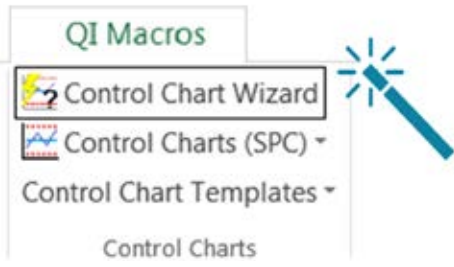 QI Macros
Control Chart Wizard
Control Charts (SPC)
Control Chart Templates
Control Charts